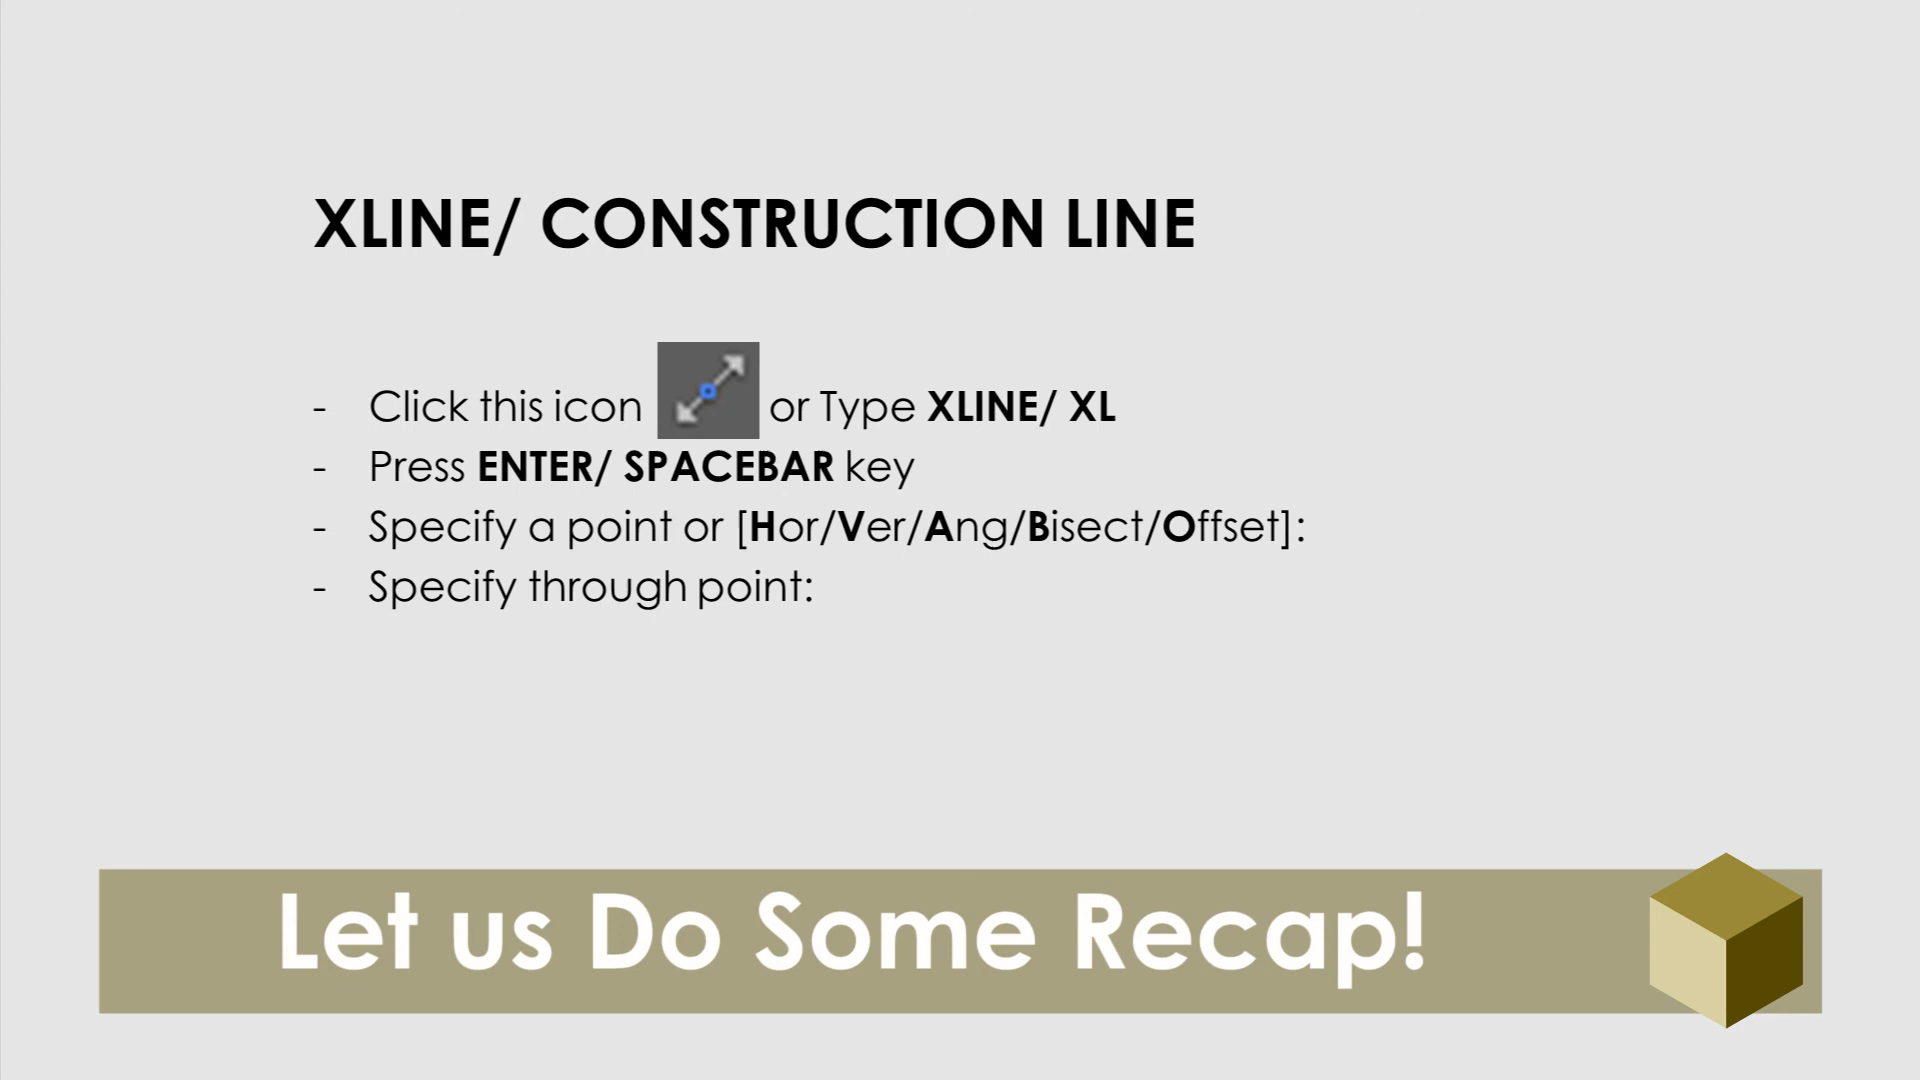 XLINE/ CONSTRUCTION LINE
- Click this icon or Type XLINE/ XL
- Press ENTER/ SPACEBAR key
- Specify a point or [Hor/Ver/Ang/Bisect/Offset]:
- Specify through point:
Let us Do Some Recap!